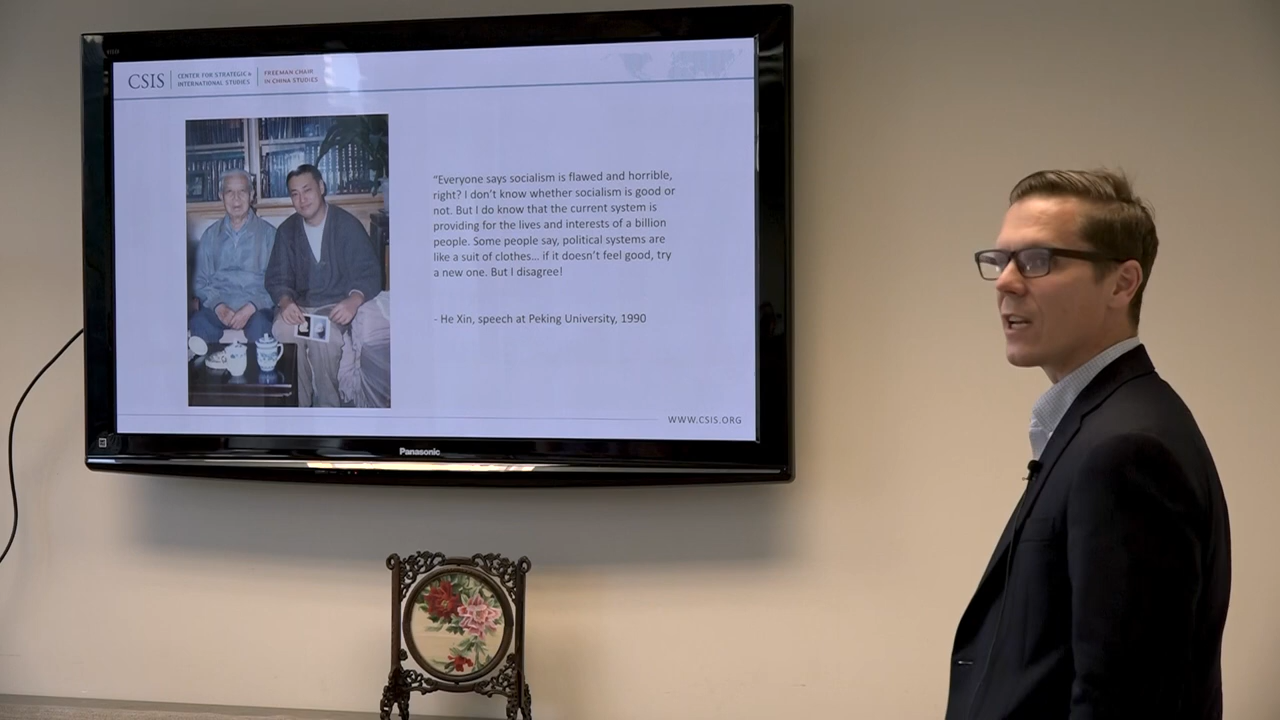 CSIS
CENTER FOR STRATEGIC &
INTERNATIONAL STUDIES
FREEMAN CHAIR
IN CHINA STUDIES
“Everyone says socialism is flawed and horrible,
right? I don’t know whether socialism is good or
not. But I do know that the current system is
providing for the lives and interests of a billion
people. Some people say, political systems are
like a suit of clothes... if it doesn’t feel good, try
a new one. But I disagree!
- He Xin, speech at Peking University, 1990
WWW.CSIS.ORG
Panasonic